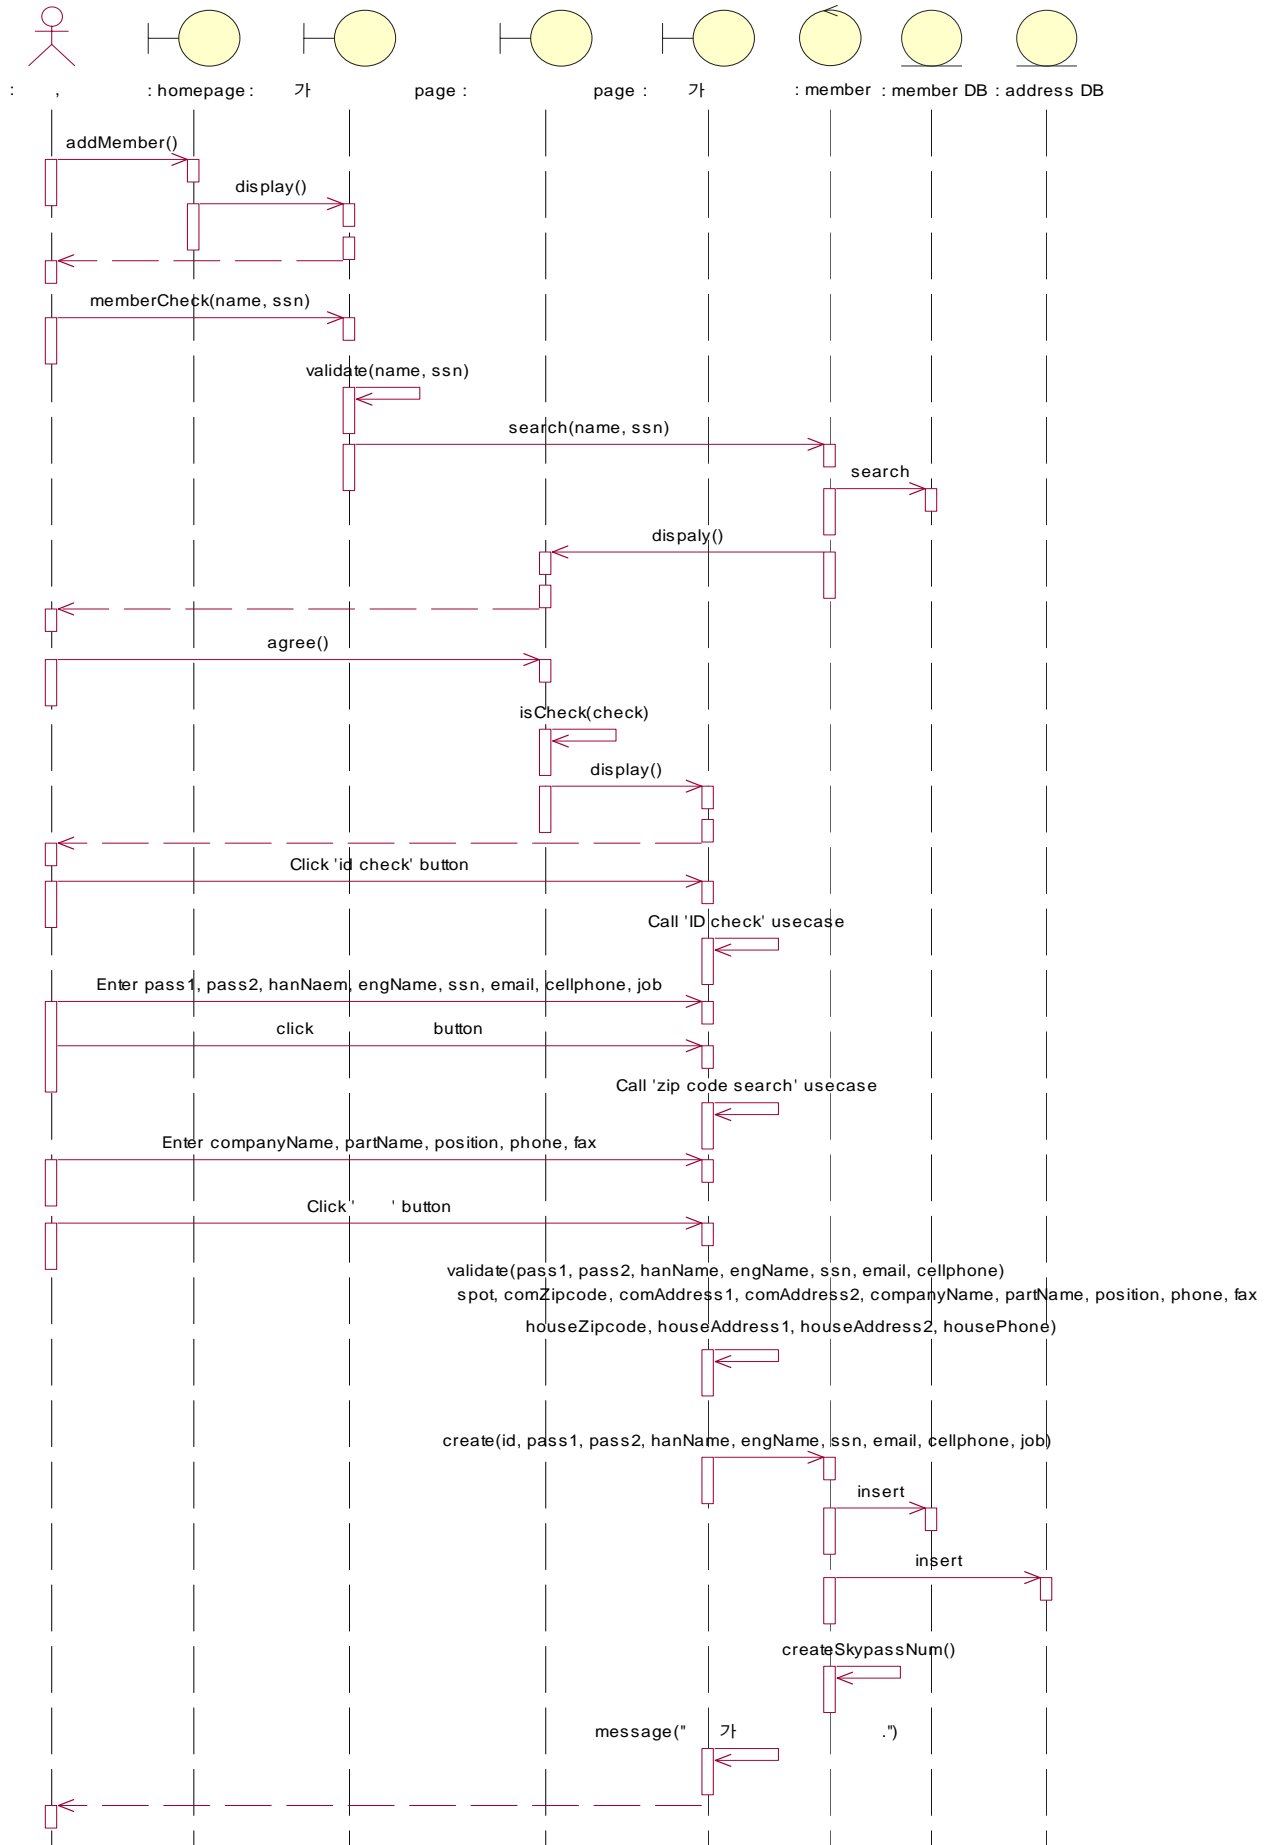 : , : homepage : 가 page : page : 가 : member : member DB : address DB
addMember()
display()
memberCheck(name, ssn)
validate(name, ssn)
search(name, ssn)
search
dispaly()
agree()
isCheck(check)
display()
Click 'id check' button
Call 'ID check' usecase
Enter pass1, pass2, hanNaem, engName, ssn, email, cellphone, job
click button
Call 'zip code search' usecase
Enter companyName, partName, position, phone, fax
Click ' ' button
validate(pass1, pass2, hanName, engName, ssn, email, cellphone)
spot, comZipcode, comAddress1, comAddress2, companyName, partName, position, phone, fax
houseZipcode, houseAddress1, houseAddress2, housePhone)
create(id, pass1, pass2, hanName, engName, ssn, email, cellphone, job)
insert
insert
createSkypassNum()
message(" 가 .")